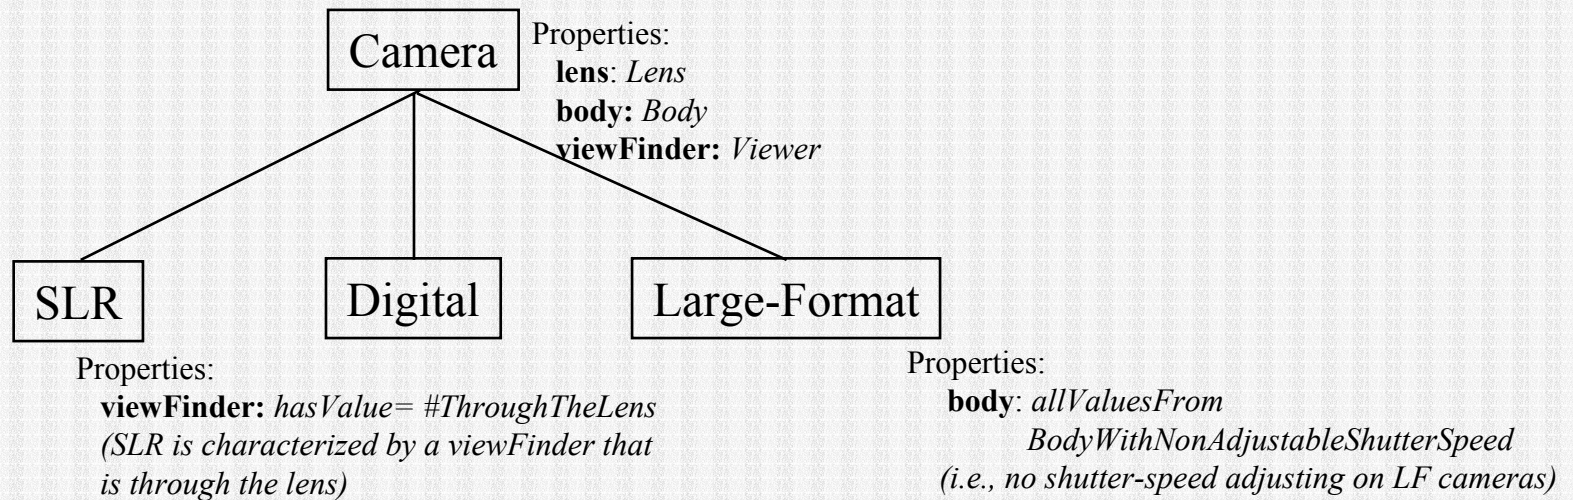 Camera
Properties:
lens: Lens
body: Body
viewFinder: Viewer
SLR
Digital
Large-Format
Properties:
viewFinder: hasValue= #ThroughTheLens
(SLR is characterized by a viewFinder that
is through the lens)
Properties:
body: allValuesFrom
BodyWithNonAdjustableShutterSpeed
(i.e., no shutter-speed adjusting on LF cameras)